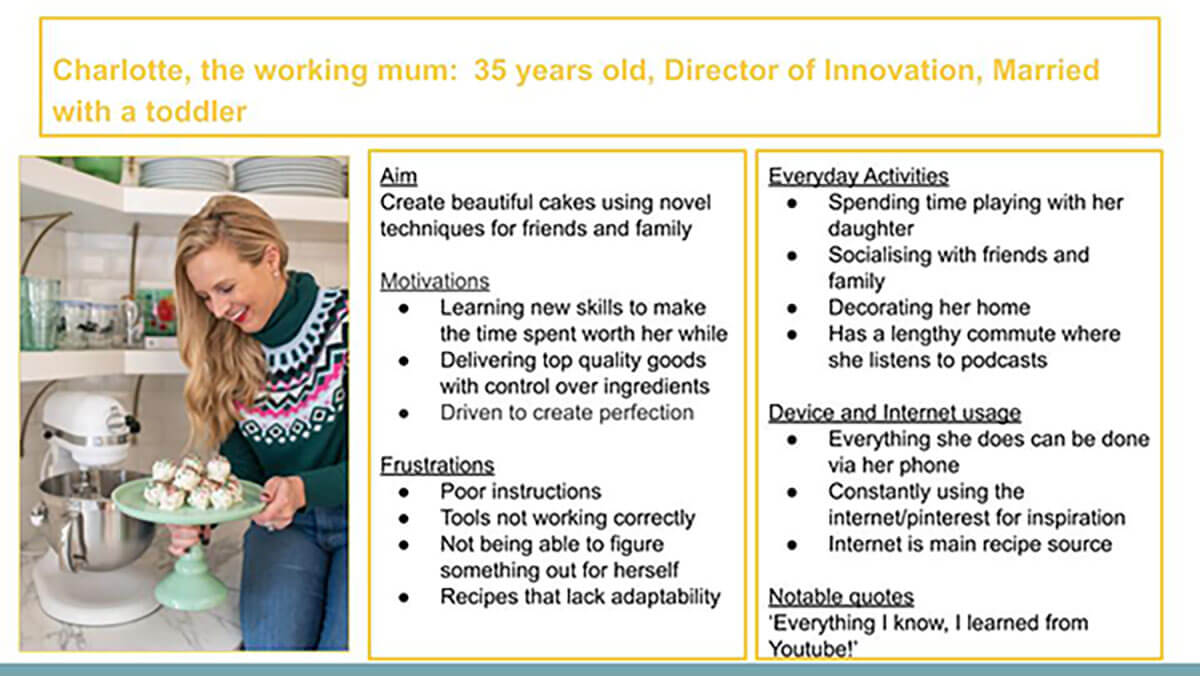 Charlotte, the working mum:  35 years old, Director of Innovation, Married
with a toddler
Aim
Create beautiful cakes using novel
techniques for friends and family
Motivations
● Learning new skills to make
the time spent worth her while
● Delivering top quality goods
with control over ingredients
● Driven to create perfection
Frustrations
● Poor instructions
● Tools not working correctly
● Not being able to figure
something out for herself
● Recipes that lack adaptability
Everyday Activities
● Spending time playing with her
daughter
● Socialising with friends and
family
● Decorating her home
● Has a lengthy commute where
she listens to podcasts
Device and Internet usage
● Everything she does can be done
via her phone
● Constantly using the
internet/pinterest for inspiration
● Internet is main recipe source
Notable quotes
‘Everything I know, I learned from
Youtube!’